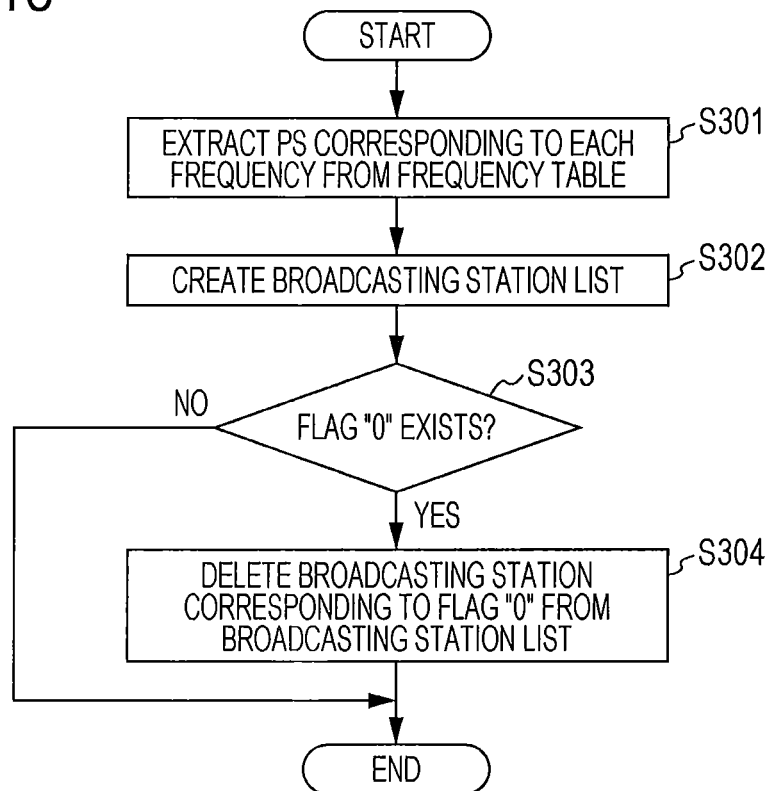 START
S301
EXTRACT PS CORRESPONDING TO EACH
FREQUENCY FROM FREQUENCY TABLE
S302
CREATE BROADCASTING STATION LIST
S303
NO
FLAG "0" EXISTS?
YES
S304
DELETE BROADCASTING STATION
CORRESPONDING TO FLAG "0" FROM
BROADCASTING STATION LIST
END